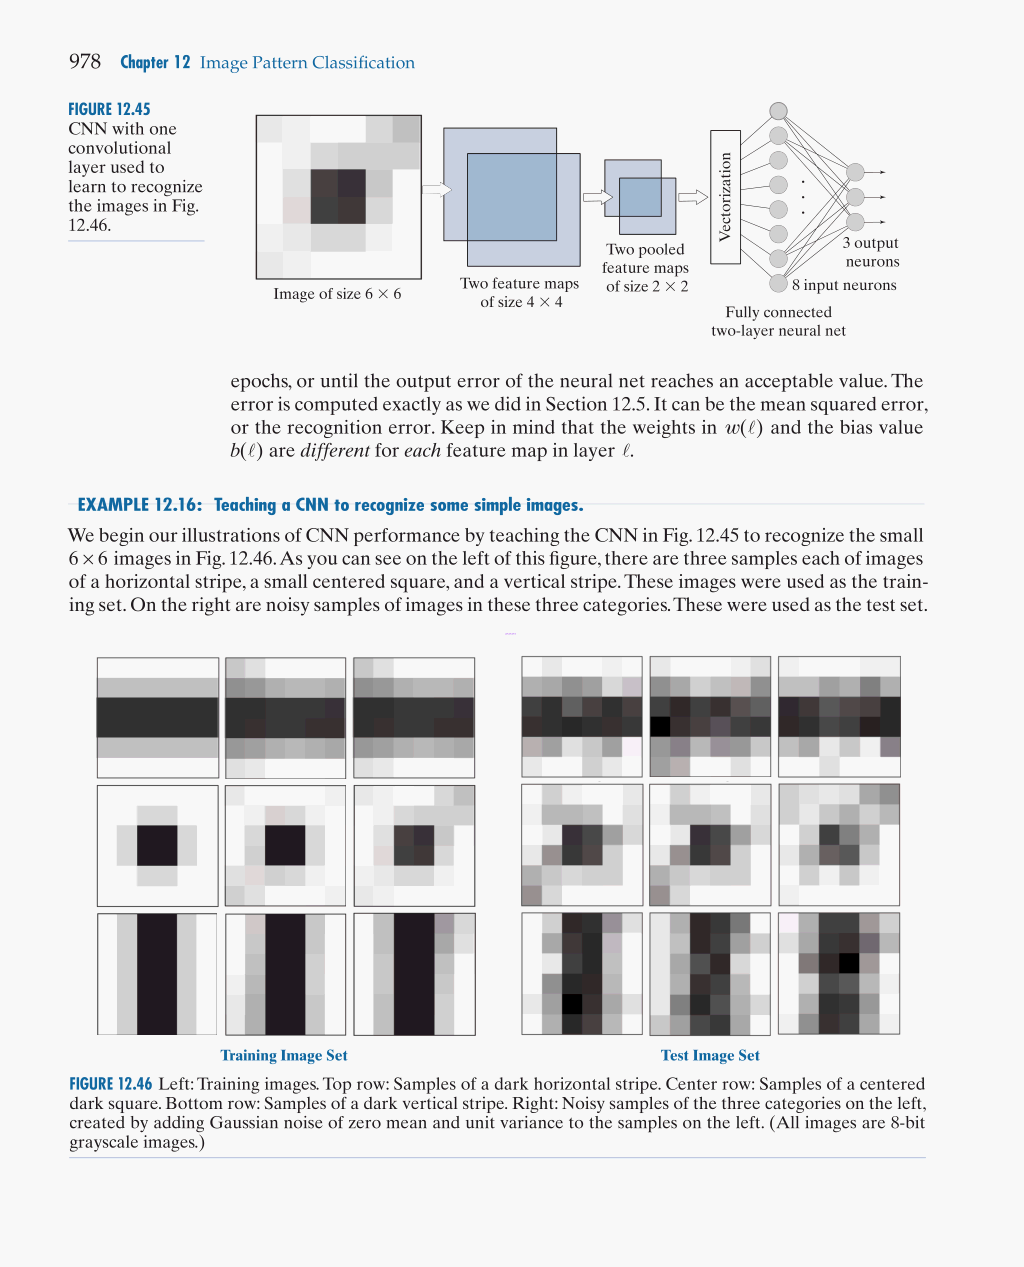 978 Chapter 12 Image Pattern Classification
FIGURE 12.45
CNN with one
convolutional
layer used to
learn to recognize
the images in Fig.
12.46.
Image of size 6 × 6
Two feature maps
of size 4 × 4
Two pooled
feature maps
of size 2 × 2
Vectorization
3 output
neurons
8 input neurons
Fully connected
two-layer neural net
epochs, or until the output error of the neural net reaches an acceptable value. The
error is computed exactly as we did in Section 12.5. It can be the mean squared error,
or the recognition error. Keep in mind that the weights in w(ℓ) and the bias value
b(ℓ) are different for each feature map in layer ℓ.
EXAMPLE 12.16: Teaching a CNN to recognize some simple images.
We begin our illustrations of CNN performance by teaching the CNN in Fig. 12.45 to recognize the small
6 × 6 images in Fig. 12.46. As you can see on the left of this figure, there are three samples each of images
of a horizontal stripe, a small centered square, and a vertical stripe. These images were used as the train-
ing set. On the right are noisy samples of images in these three categories. These were used as the test set.
Training Image Set
Test Image Set
FIGURE 12.46 Left: Training images. Top row: Samples of a dark horizontal stripe. Center row: Samples of a centered
dark square. Bottom row: Samples of a dark vertical stripe. Right: Noisy samples of the three categories on the left,
created by adding Gaussian noise of zero mean and unit variance to the samples on the left. (All images are 8-bit
grayscale images.)